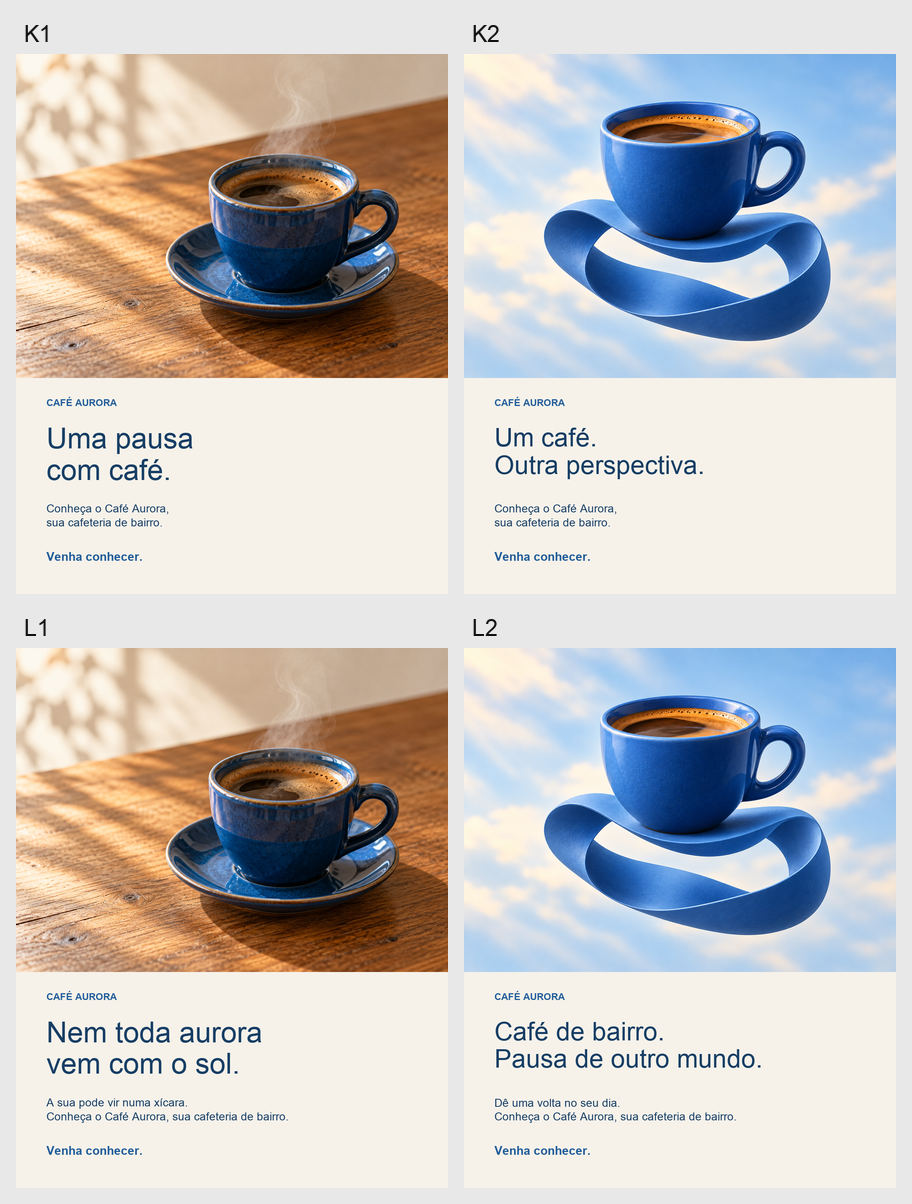 K1
CAFÉ AURORA
Uma pausa
com café.
Conheça o Café Aurora,
sua cafeteria de bairro.
Venha conhecer.
K2
CAFÉ AURORA
Um café.
Outra perspectiva.
Conheça o Café Aurora,
sua cafeteria de bairro.
Venha conhecer.
L1
CAFÉ AURORA
Nem toda aurora
vem com o sol.
A sua pode vir numa xícara.
Conheça o Café Aurora, sua cafeteria de bairro.
Venha conhecer.
L2
CAFÉ AURORA
Café de bairro.
Pausa de outro mundo.
Dê uma volta no seu dia.
Conheça o Café Aurora, sua cafeteria de bairro.
Venha conhecer.